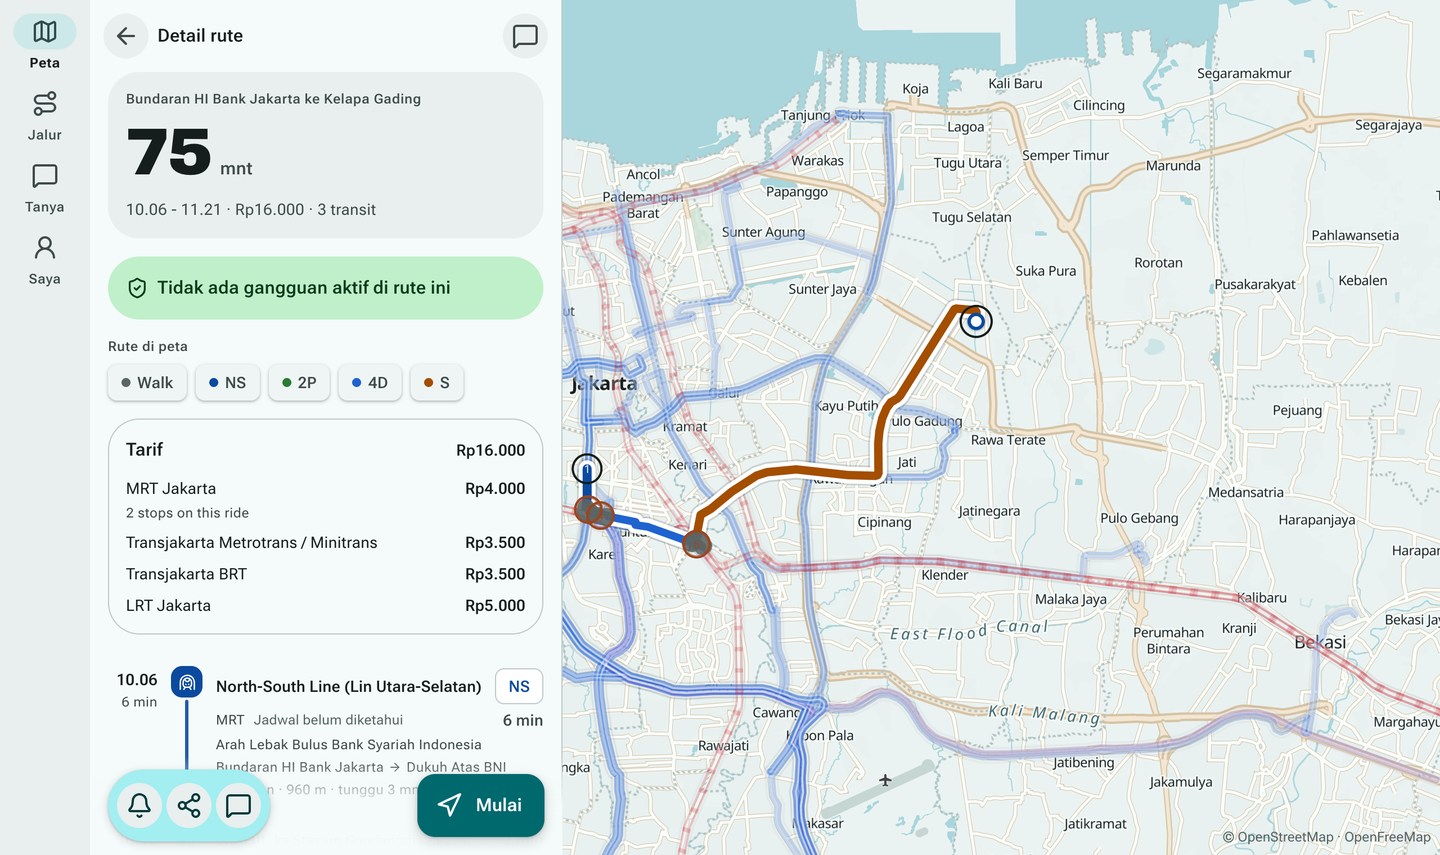 Peta
Jalur
Tanya
Saya
Detail rute
Bundaran HI Bank Jakarta ke Kelapa Gading
75 mnt
10.06 - 11.21 · Rp16.000 · 3 transit
Tidak ada gangguan aktif di rute ini
Rute di peta
Walk
NS
2P
4D
S
Tarif Rp16.000
MRT Jakarta Rp4.000
2 stops on this ride
Transjakarta Metrotrans / Minitrans Rp3.500
Transjakarta BRT Rp3.500
LRT Jakarta Rp5.000
10.06 North-South Line (Lin Utara-Selatan) NS
6 min
MRT Jadwal belum diketahui 6 min
Arah Lebak Bulus Bank Syariah Indonesia
Bundaran HI Bank Jakarta → Dukuh Atas BNI
· 960 m · tunggu 3
Mulai
Koja
Kali Baru
Segaramakmur
Cilincing
Tanjung
Lagoa
Segarajaya
Warakas
Tugu Utara
Semper Timur
Marunda
Ancol
Papanggo
Pademangan
Barat
Tugu Selatan
Sunter Agung
Pahlawansetia
Rorotan
Suka Pura
Kebalen
Pusakarakyat
Sunter Jaya
Jakarta
Galur
Kayu Putih
Pejuang
Kramat
Rawa Terate
Kenari
Jati
Medansatria
Jatinegara
Pulo Gebang
Harapanjaya
Cipinang
Klender
Malaka Jaya
Kalibaru
East Flood Canal
Perumahan
Bintara
Kranji
Bekasi
Cawang
Kali Malang
Rawajati
Jatibening
Jakamulya
Jatikramat
© OpenStreetMap · OpenFreeMap